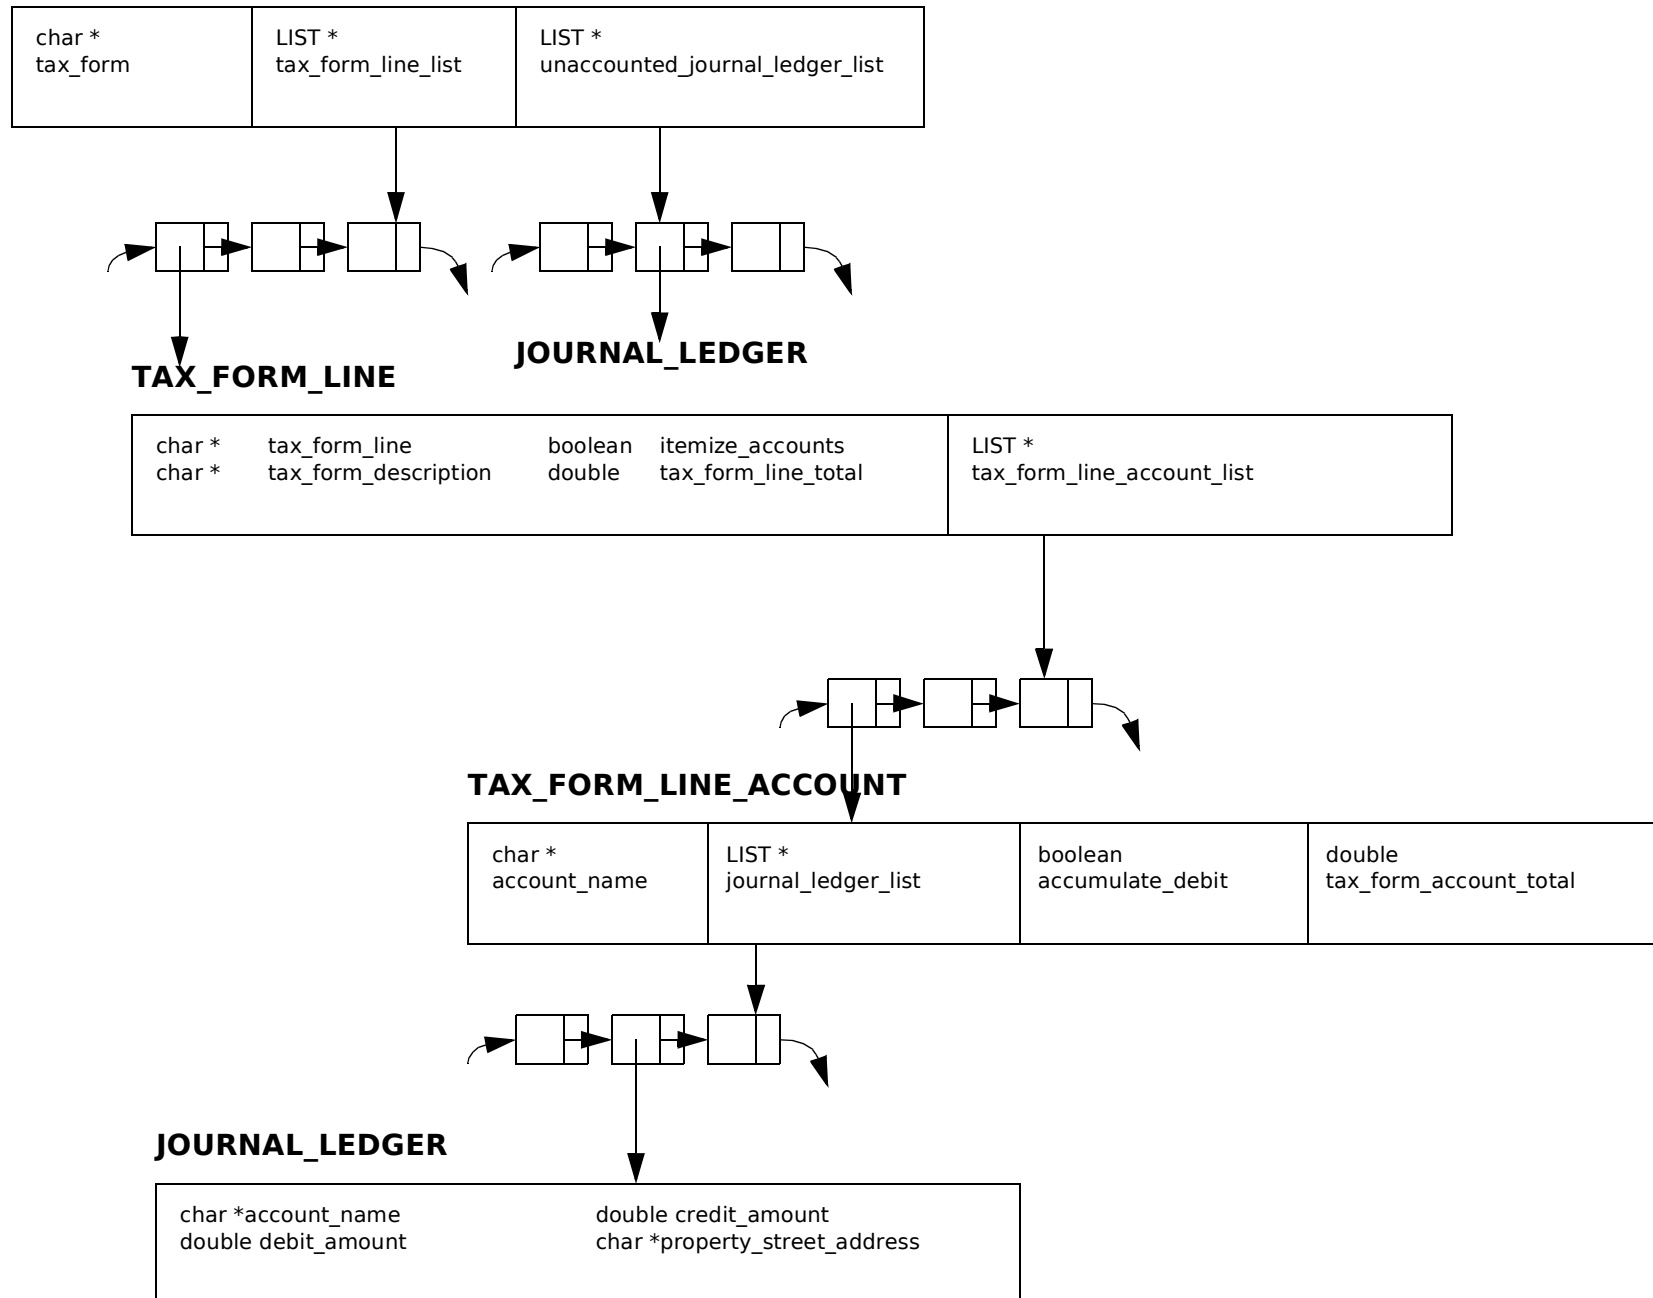 char *
tax_form
LIST *
tax_form_line_list
LIST *
unaccounted_journal_ledger_list
JOURNAL_LEDGER
TAX_FORM_LINE
char * tax_form_line boolean itemize_accounts
char * tax_form_description double tax_form_line_total
LIST *
tax_form_line_account_list
TAX_FORM_LINE_ACCOUNT
char *
account_name
LIST *
journal_ledger_list
boolean
accumulate_debit
double
tax_form_account_total
JOURNAL_LEDGER
char *account_name double credit_amount
double debit_amount char *property_street_address